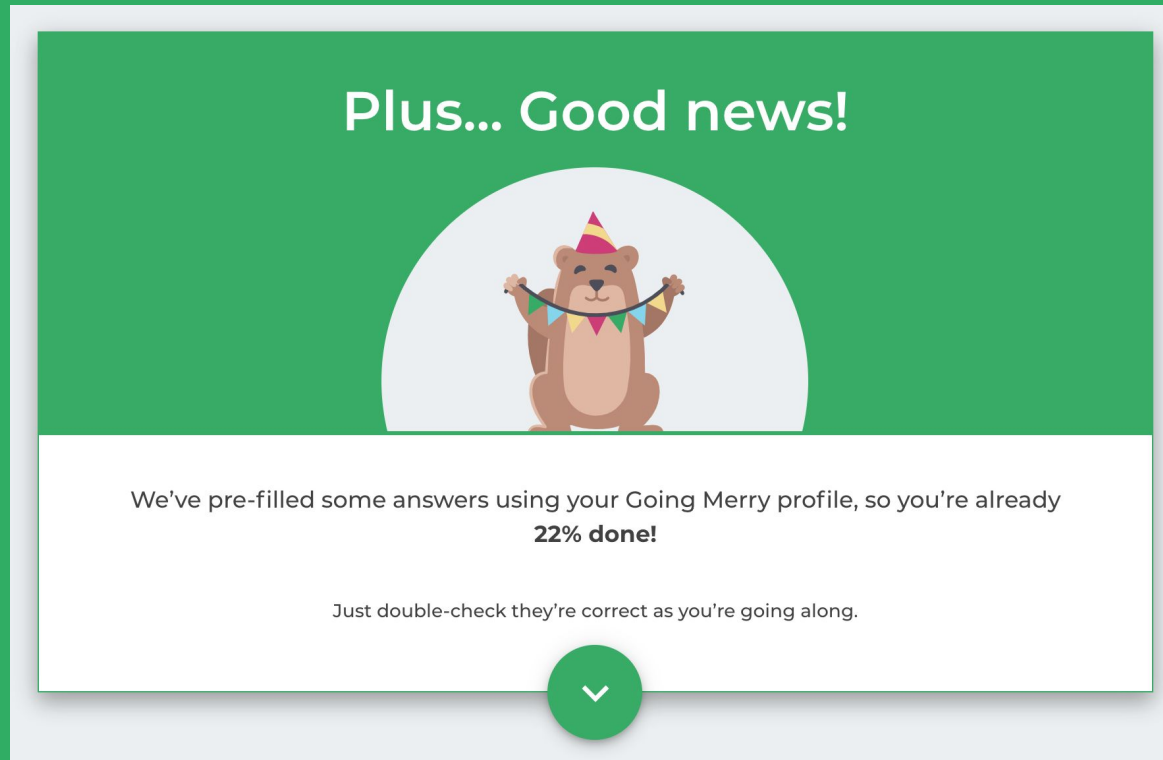 Plus... Good news!
We’ve pre-filled some answers using your Going Merry profile, so you’re already
22% done!
Just double-check they’re correct as you’re going along.